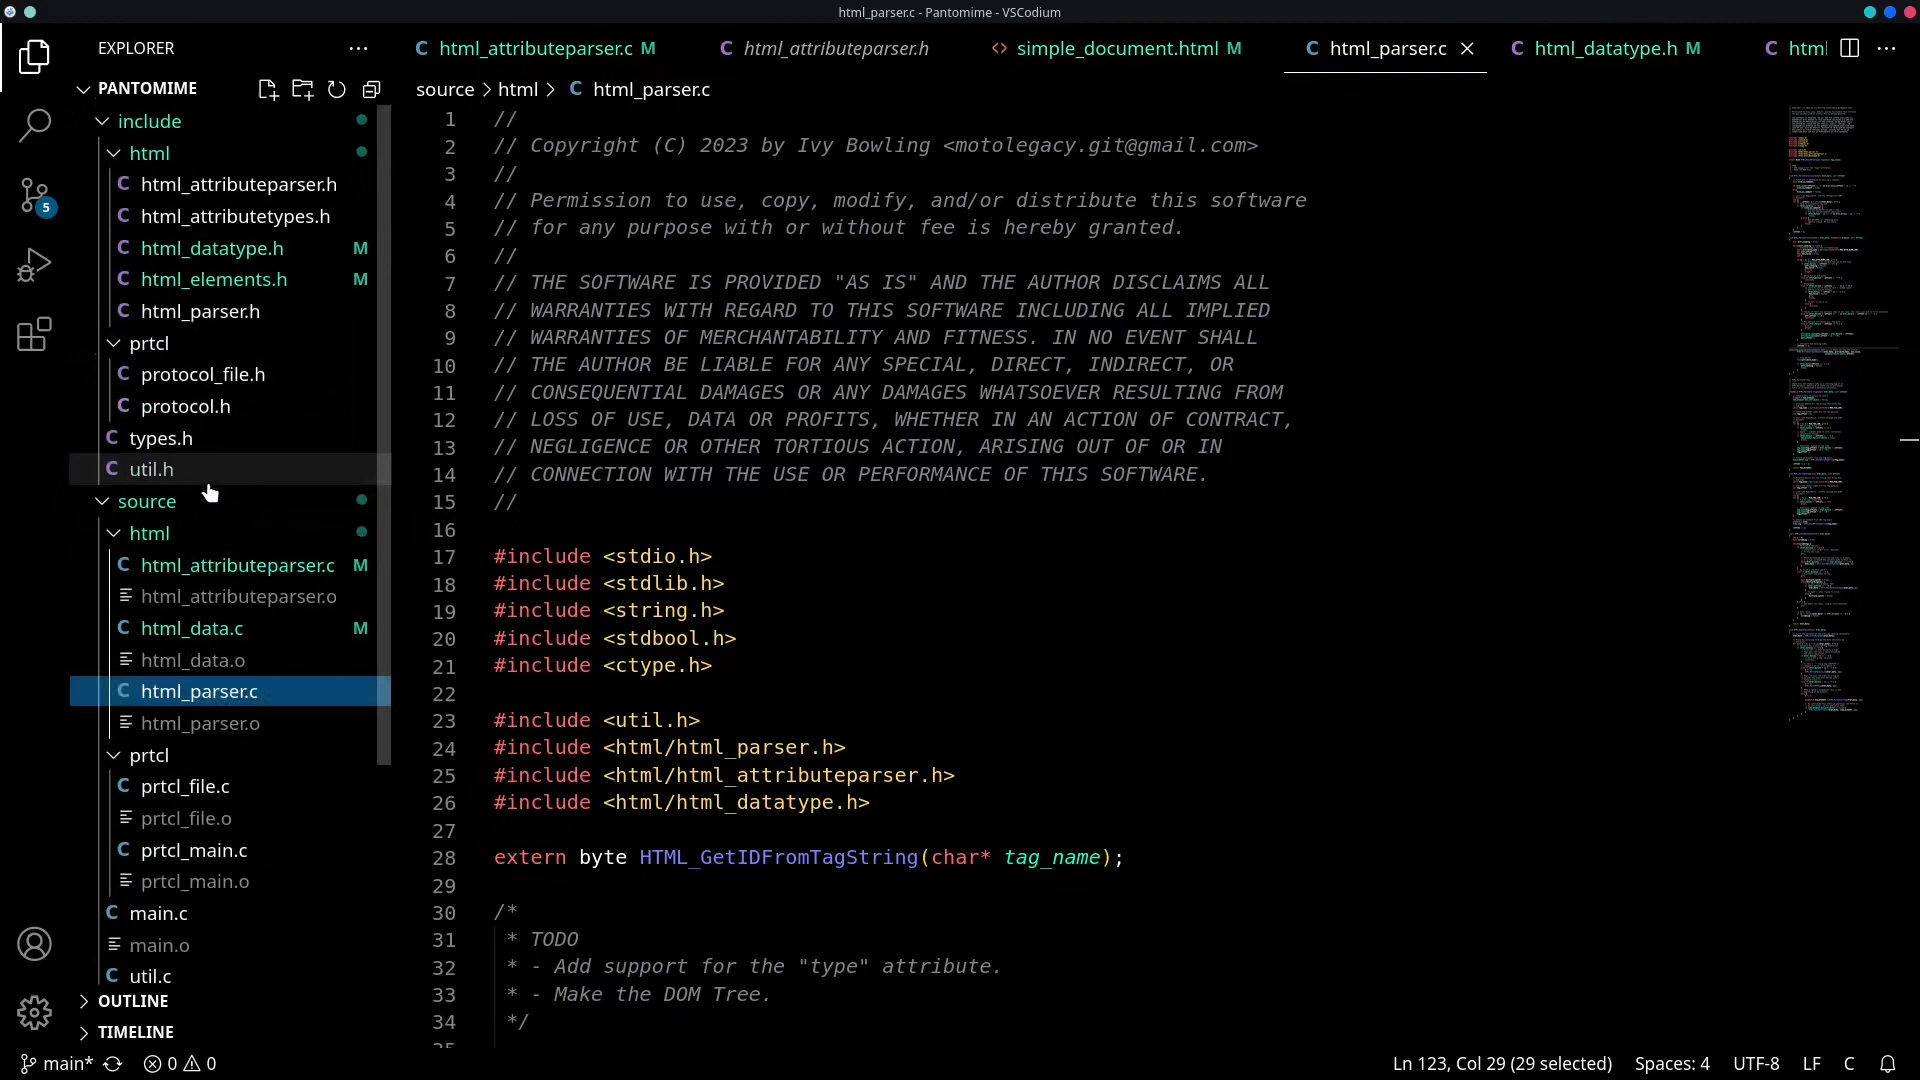 html_parser.c - Pantomime - VSCodium
EXPLORER
C html_attributeparser.c M
C html_attributeparser.h
<> simple_document.html M
C html_parser.c
C html_datatype.h M
C html
PANTOMIME
source > html > C html_parser.c
include
html
C html_attributeparser.h
C html_attributetypes.h
C html_datatype.h M
C html_elements.h M
C html_parser.h
prtcl
C protocol_file.h
C protocol.h
C types.h
C util.h
source
html
C html_attributeparser.c M
html_attributeparser.o
C html_data.c M
html_data.o
C html_parser.c
html_parser.o
prtcl
C prtcl_file.c
prtcl_file.o
C prtcl_main.c
prtcl_main.o
C main.c
main.o
C util.c
OUTLINE
TIMELINE
5
1 //
2 // Copyright (C) 2023 by Ivy Bowling <motolegacy.git@gmail.com>
3 //
4 // Permission to use, copy, modify, and/or distribute this software
5 // for any purpose with or without fee is hereby granted.
6 //
7 // THE SOFTWARE IS PROVIDED "AS IS" AND THE AUTHOR DISCLAIMS ALL
8 // WARRANTIES WITH REGARD TO THIS SOFTWARE INCLUDING ALL IMPLIED
9 // WARRANTIES OF MERCHANTABILITY AND FITNESS. IN NO EVENT SHALL
10 // THE AUTHOR BE LIABLE FOR ANY SPECIAL, DIRECT, INDIRECT, OR
11 // CONSEQUENTIAL DAMAGES OR ANY DAMAGES WHATSOEVER RESULTING FROM
12 // LOSS OF USE, DATA OR PROFITS, WHETHER IN AN ACTION OF CONTRACT,
13 // NEGLIGENCE OR OTHER TORTIOUS ACTION, ARISING OUT OF OR IN
14 // CONNECTION WITH THE USE OR PERFORMANCE OF THIS SOFTWARE.
15 //
16
17 #include <stdio.h>
18 #include <stdlib.h>
19 #include <string.h>
20 #include <stdbool.h>
21 #include <ctype.h>
22
23 #include <util.h>
24 #include <html/html_parser.h>
25 #include <html/html_attributeparser.h>
26 #include <html/html_datatype.h>
27
28 extern byte HTML_GetIDFromTagString(char* tag_name);
29
30 /*
31 * TODO
32 * - Add support for the "type" attribute.
33 * - Make the DOM Tree.
34 */
main* 0 0
Ln 123, Col 29 (29 selected) Spaces: 4 UTF-8 LF C